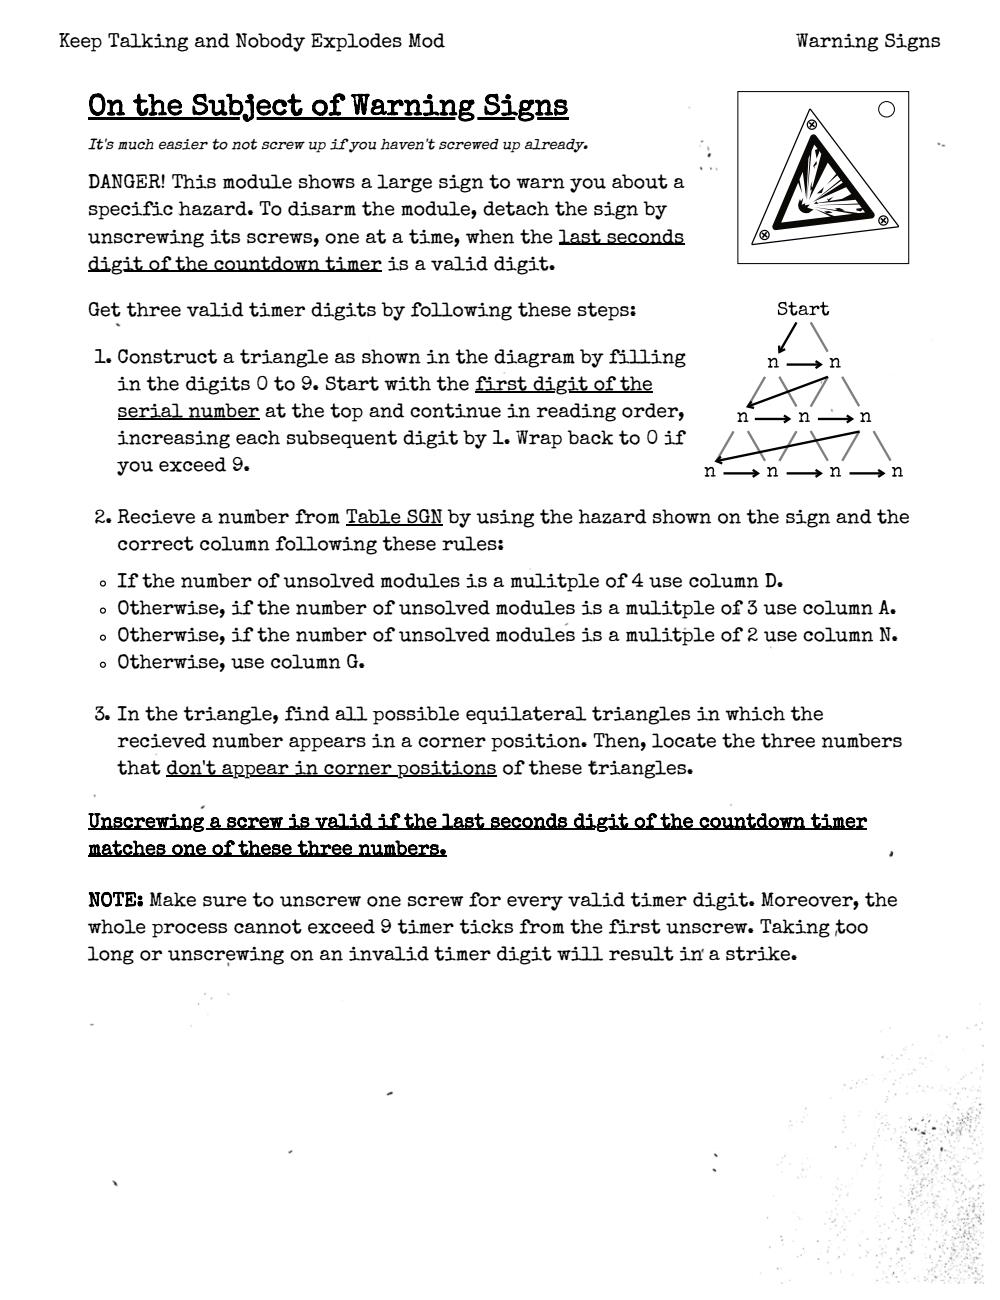 Keep Talking and Nobody Explodes Mod
Warning Signs
On the Subject of Warning Signs
It's much easier to not screw up if you haven't screwed up already.
DANGER! This module shows a large sign to warn you about a
specific hazard. To disarm the module, detach the sign by
unscrewing its screws, one at a time, when the last seconds
digit of the countdown timer is a valid digit.
Get three valid timer digits by following these steps:
1. Construct a triangle as shown in the diagram by filling
in the digits 0 to 9. Start with the first digit of the
serial number at the top and continue in reading order,
increasing each subsequent digit by 1. Wrap back to 0 if
you exceed 9.
Start
n n
n n n
n n n n
2. Recieve a number from Table SGN by using the hazard shown on the sign and the
correct column following these rules:
If the number of unsolved modules is a mulitple of 4 use column D.
Otherwise, if the number of unsolved modules is a mulitple of 3 use column A.
Otherwise, if the number of unsolved modules is a mulitple of 2 use column N.
Otherwise, use column G.
3. In the triangle, find all possible equilateral triangles in which the
recieved number appears in a corner position. Then, locate the three numbers
that don't appear in corner positions of these triangles.
Unscrewing a screw is valid if the last seconds digit of the countdown timer
matches one of these three numbers.
NOTE: Make sure to unscrew one screw for every valid timer digit. Moreover, the
whole process cannot exceed 9 timer ticks from the first unscrew. Taking too
long or unscrewing on an invalid timer digit will result in a strike.